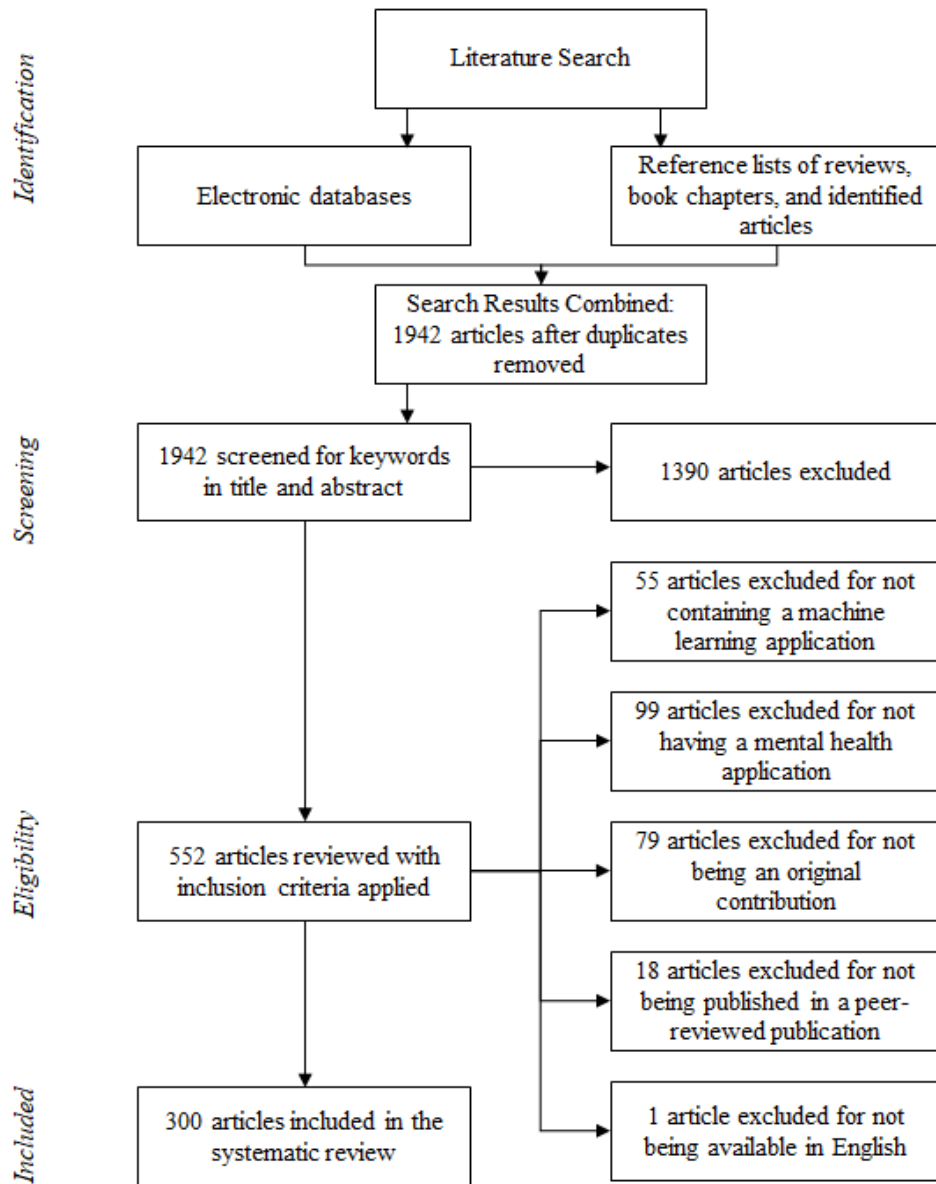 Identification
Literature Search
Electronic databases
Reference lists of reviews,
book chapters, and identified
articles
Search Results Combined:
1942 articles after duplicates
removed
Screening
1942 screened for keywords
in title and abstract
1390 articles excluded
Eligibility
552 articles reviewed with
inclusion criteria applied
55 articles excluded for not
containing a machine
learning application
99 articles excluded for not
having a mental health
application
79 articles excluded for not
being an original
contribution
18 articles excluded for not
being published in a peer-
reviewed publication
1 article excluded for not
being available in English
Included
300 articles included in the
systematic review